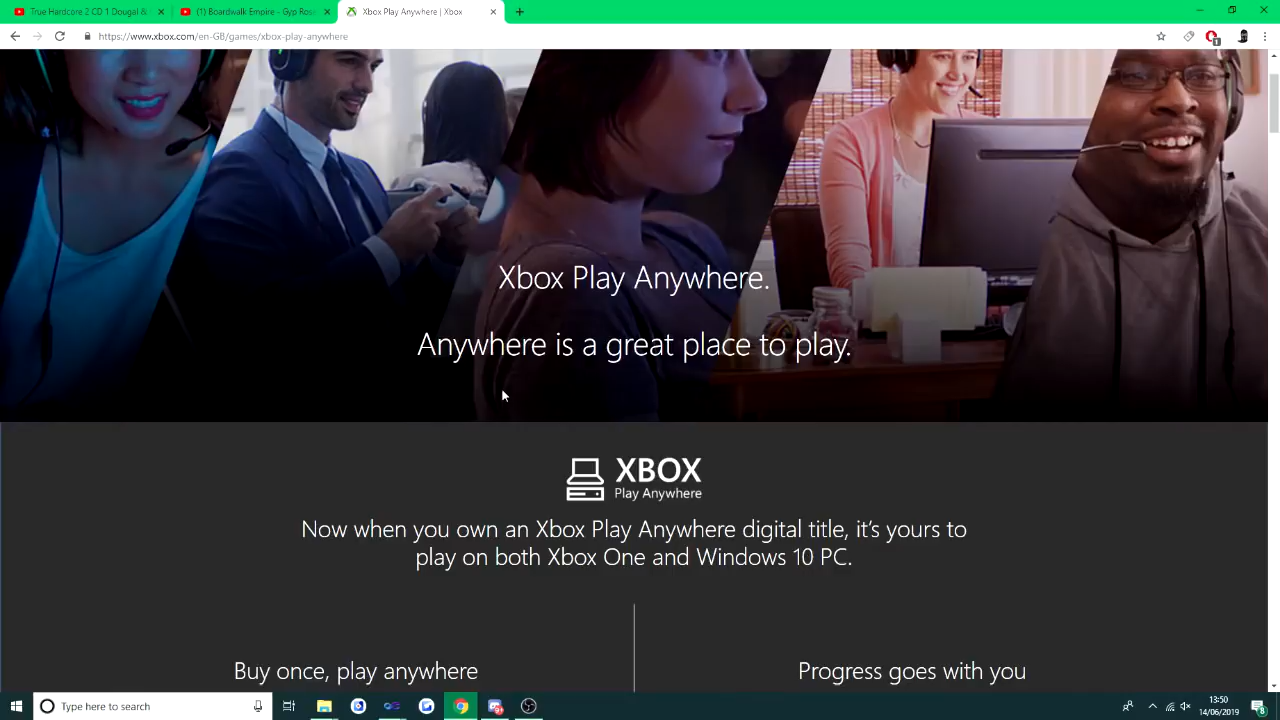 True Hardcore 2 CD 1 Dougal &
(1) Boardwalk Empire - Gyp Ros
Xbox Play Anywhere | Xbox
https://www.xbox.com/en-GB/games/xbox-play-anywhere
1
Xbox Play Anywhere.
Anywhere is a great place to play.
XBOX
Play Anywhere
Now when you own an Xbox Play Anywhere digital title, it's yours to
play on both Xbox One and Windows 10 PC.
Buy once, play anywhere
Progress goes with you
Type here to search
13:50
14/06/2019
8